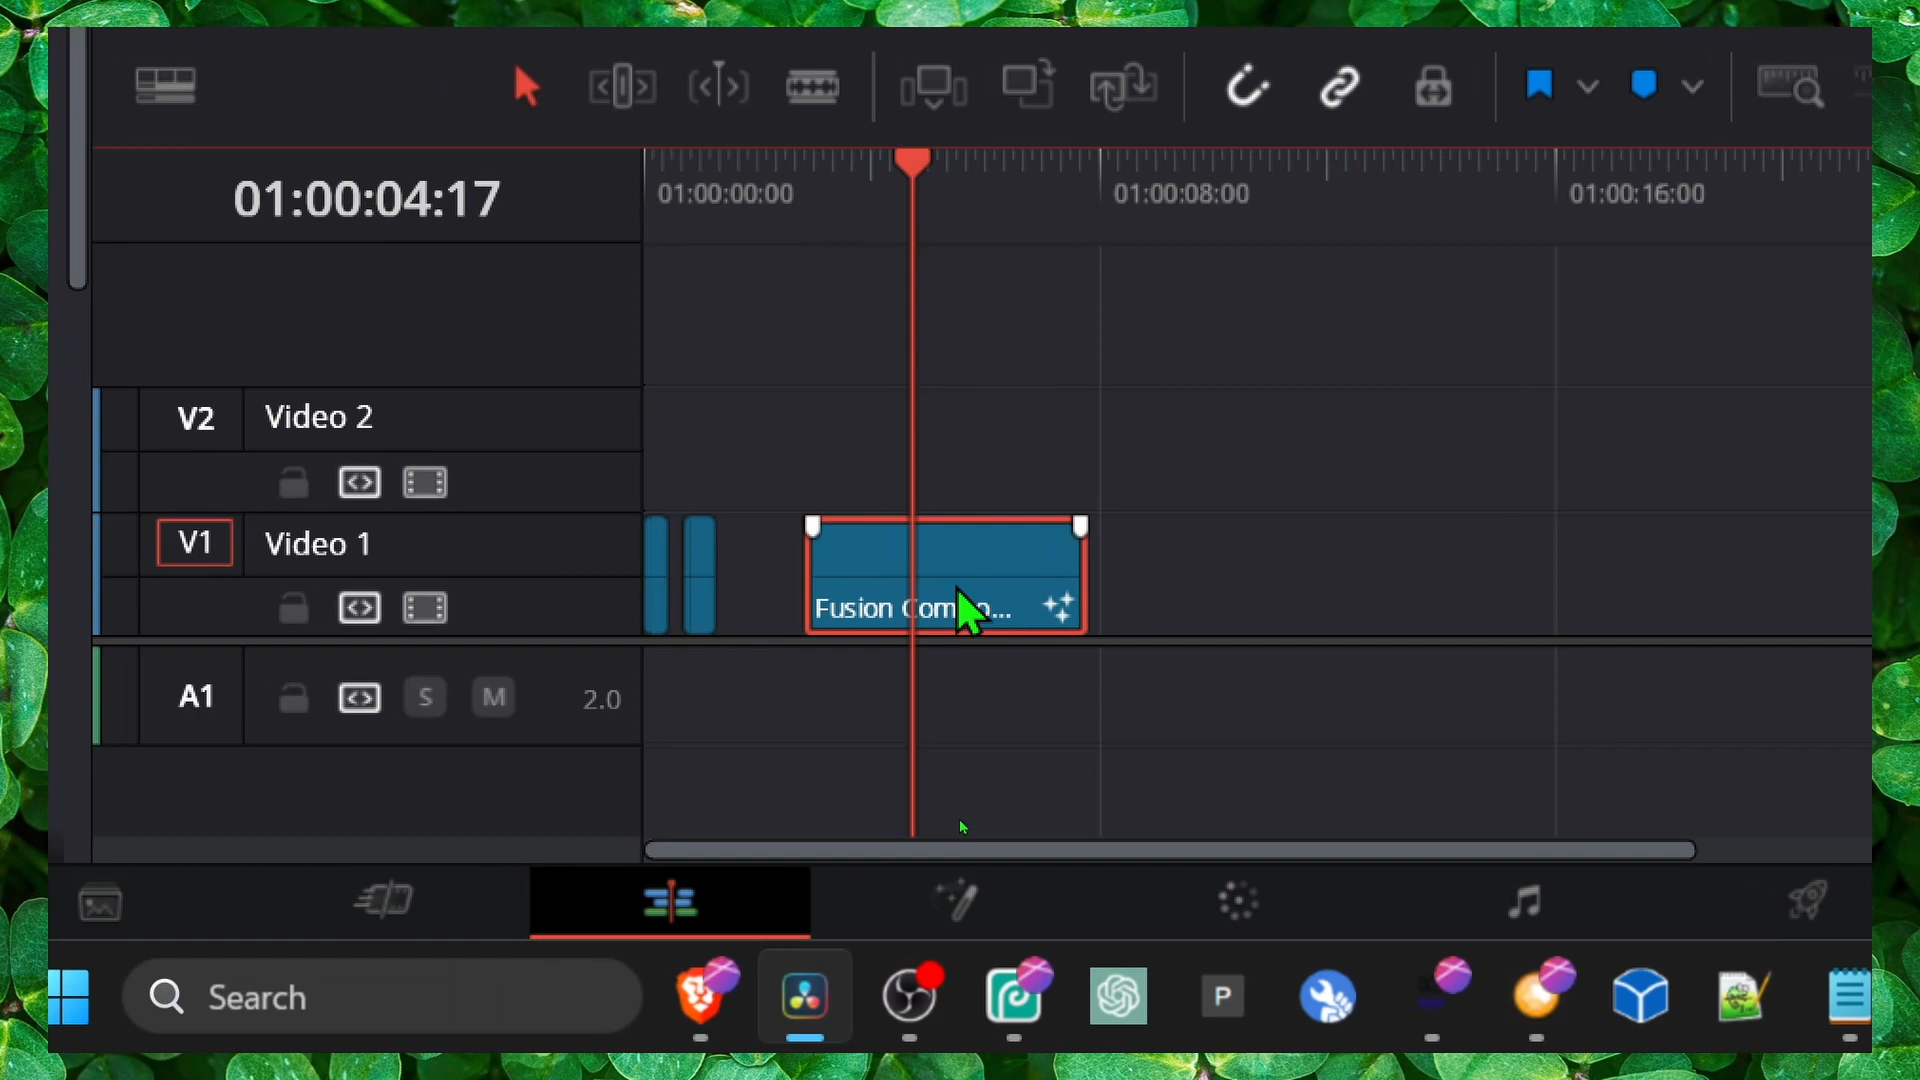 01:00:04:17
01:00:00:00
01:00:08:00
01:00:16:00
V2
Video 2
V1
Video 1
Fusion Com
o...
A1
S
M
2.0
Search
P